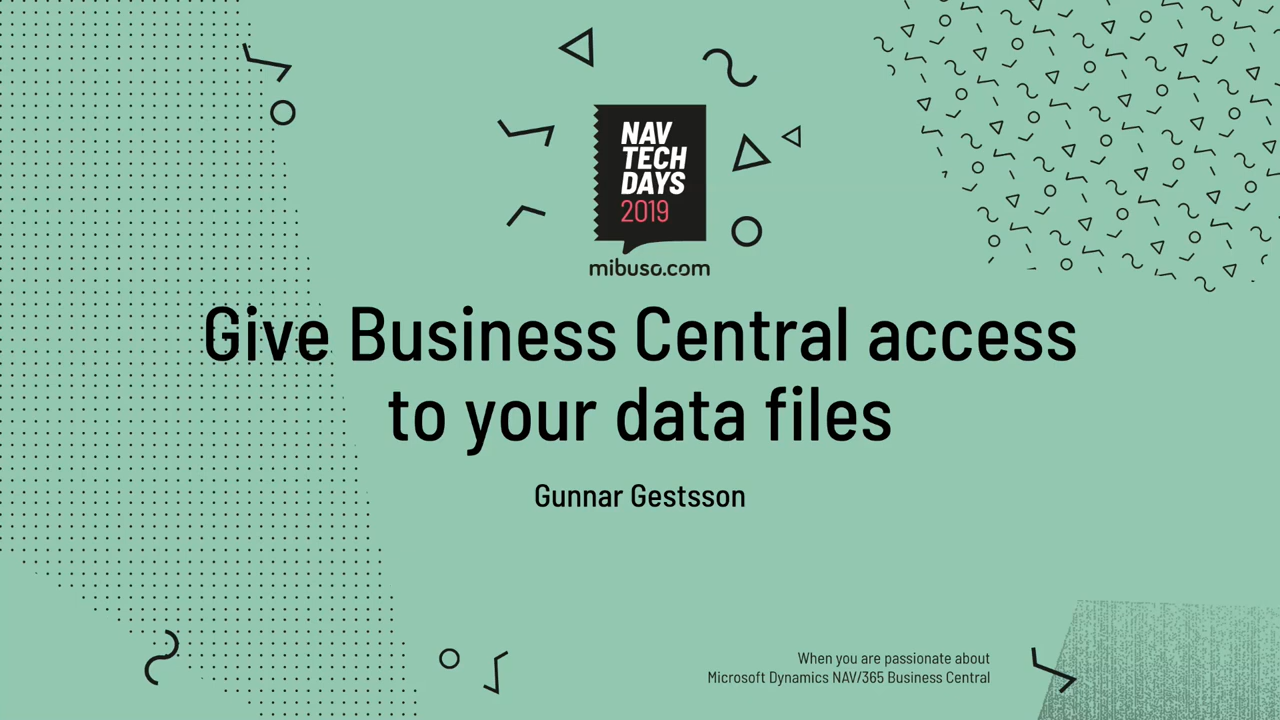 NAV
TECH
DAYS
2019
mibuso.com
Give Business Central access
to your data files
Gunnar Gestsson
When you are passionate about
Microsoft Dynamics NAV/365 Business Central